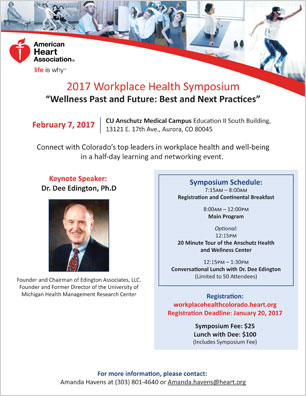 American
Heart
Association®
life is why™
2017 Workplace Health Symposium
“Wellness Past and Future: Best and Next Practices”
February 7, 2017
CU Anschutz Medical Campus Education II South Building,
13121 E. 17th Ave., Aurora, CO 80045
Connect with Colorado's top leaders in workplace health and well-being
in a half-day learning and networking event.
Keynote Speaker:
Dr. Dee Edington, Ph.D
Founder and Chairman of Edington Associates, LLC.
Founder and Former Director of the University of
Michigan Health Management Research Center
Symposium Schedule:
7:15AM – 8:00AM
Registration and Continental Breakfast
8:00AM – 12:00PM
Main Program
Optional:
12:15PM
20 Minute Tour of the Anschutz Health
and Wellness Center
12:15PM – 1:30PM
Conversational Lunch with Dr. Dee Edington
(Limited to 50 Attendees)
Registration:
workplacehealthcolorado.heart.org
Registration Deadline: January 20, 2017
Symposium Fee: $25
Lunch with Dee: $100
(Includes Symposium Fee)
For more information, please contact:
Amanda Havens at (303) 801-4640 or Amanda.havens@heart.org